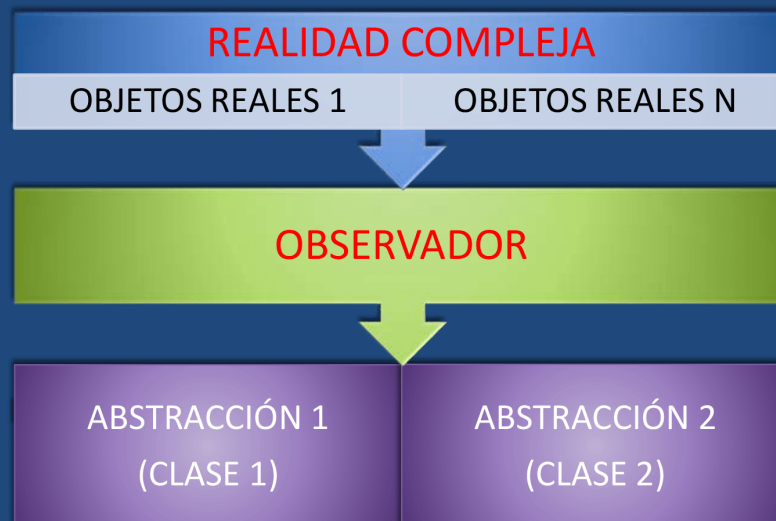 REALIDAD COMPLEJA
OBJETOS REALES 1
OBJETOS REALES N
OBSERVADOR
ABSTRACCIÓN 1
(CLASE 1)
ABSTRACCIÓN 2
(CLASE 2)